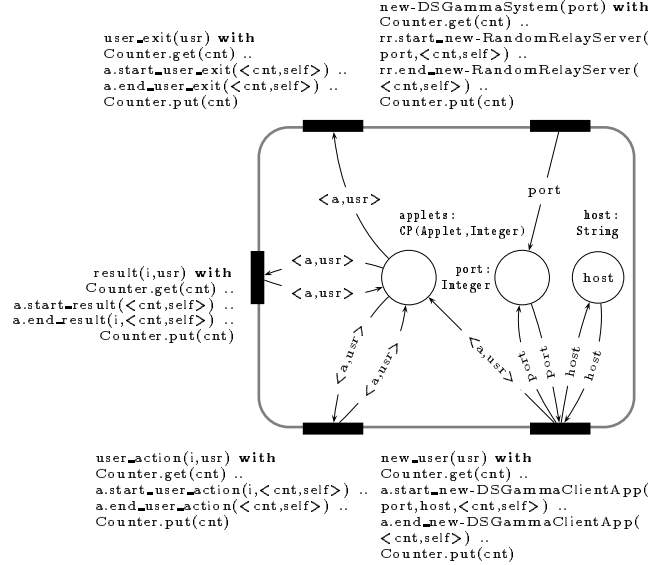 new-DSGammaSystem(port) with
Counter.get(cnt) ..
rr.start_new-RandomRelayServer(
port,<cnt,self>) ..
rr.end_new-RandomRelayServer(
<cnt,self>) ..
Counter.put(cnt)
user_exit(usr) with
Counter.get(cnt) ..
a.start_user_exit(<cnt,self>) ..
a.end_user_exit(<cnt,self>) ..
Counter.put(cnt)
<a,usr>
port
applets:
CP(Applet,Integer)
host:
String
port:
Integer
host
result(i,usr) with
Counter.get(cnt) ..
a.start_result(<cnt,self>) ..
a.end_result(i,<cnt,self>) ..
Counter.put(cnt)
<a,usr>
<a,usr>
<a,usr>
<a,usr>
<a,usr>
port
port
host
host
user_action(i,usr) with
Counter.get(cnt) ..
a.start_user_action(i,<cnt,self>) ..
a.end_user_action(<cnt,self>) ..
Counter.put(cnt)
new_user(usr) with
Counter.get(cnt) ..
a.start_new-DSGammaClientApp(
port,host,<cnt,self>) ..
a.end_new-DSGammaClientApp(
<cnt,self>) ..
Counter.put(cnt)